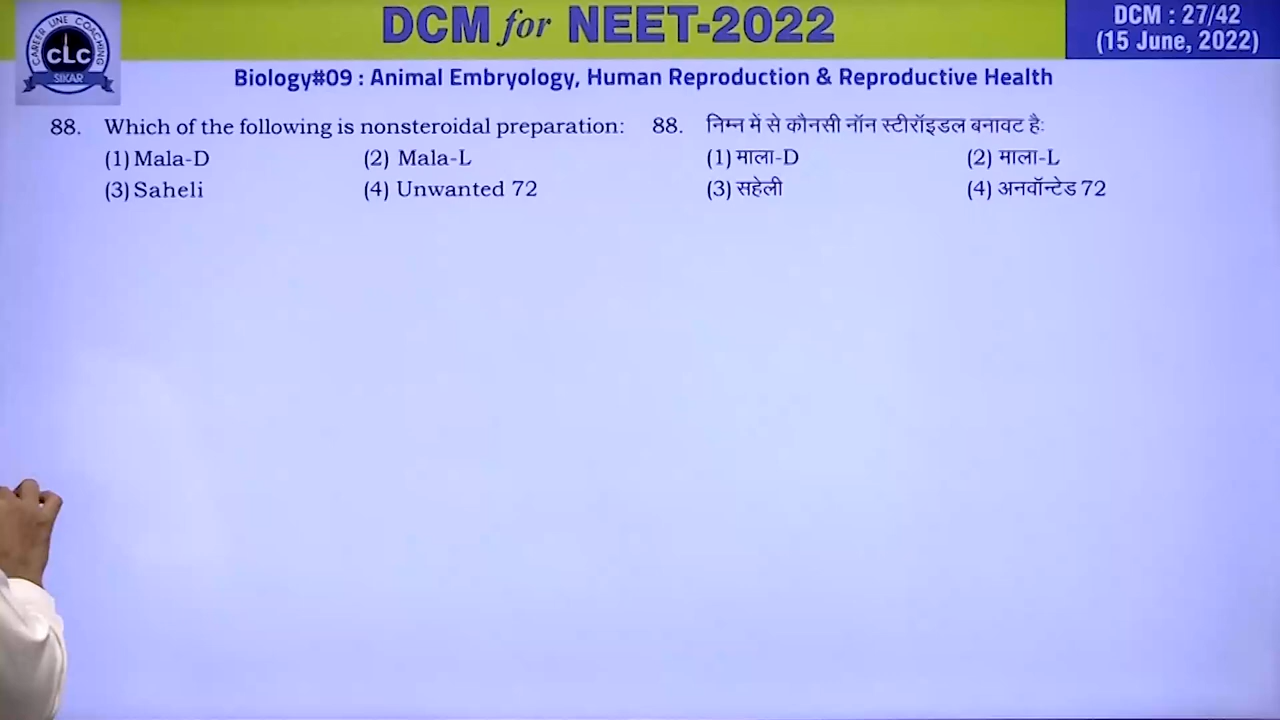 CAREER LINE COACHING
CLC
SIKAR
DCM for NEET-2022
DCM : 27/42
(15 June, 2022)
Biology#09 : Animal Embryology, Human Reproduction & Reproductive Health
88. Which of the following is nonsteroidal preparation:
(1) Mala-D (2) Mala-L
(3) Saheli (4) Unwanted 72
88. निम्न में से कौनसी नॉन स्टीरॉइडल बनावट है:
(1) माला-D (2) माला-L
(3) सहेली (4) अनवॉन्टेड 72